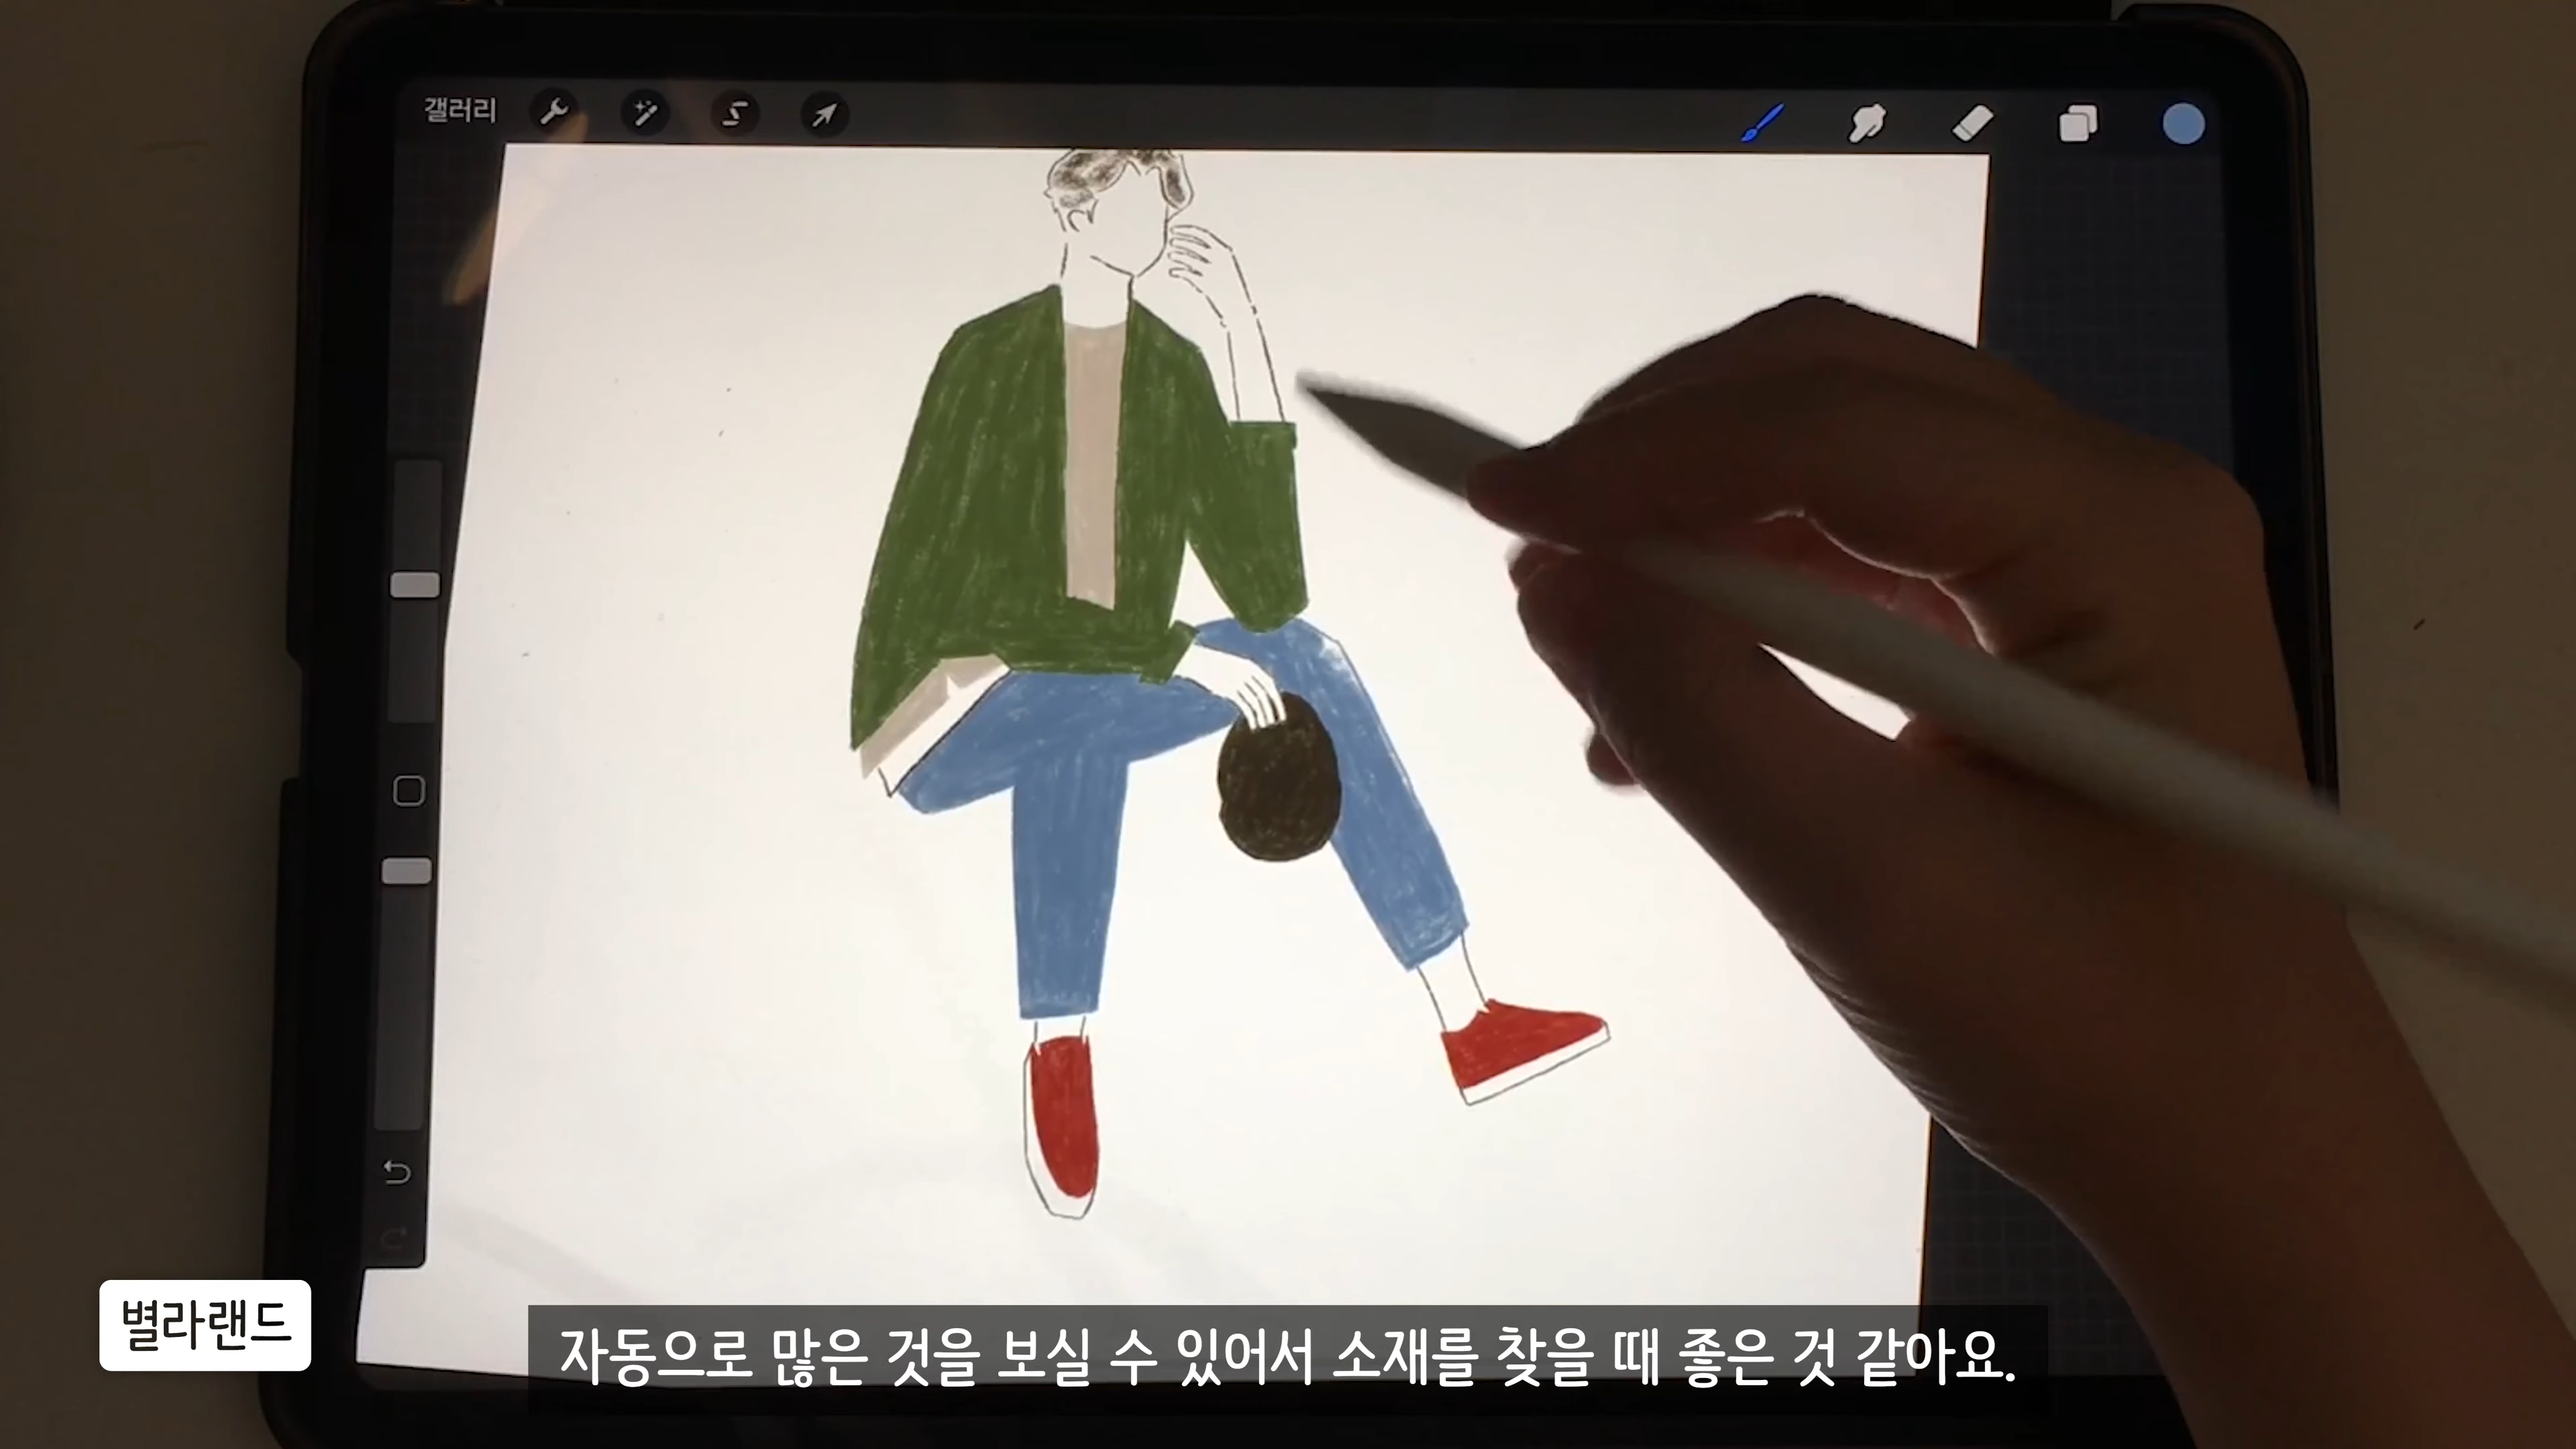 갤러리
별라랜드
자동으로 많은 것을 보실 수 있어서 소재를 찾을 때 좋은 것 같아요.